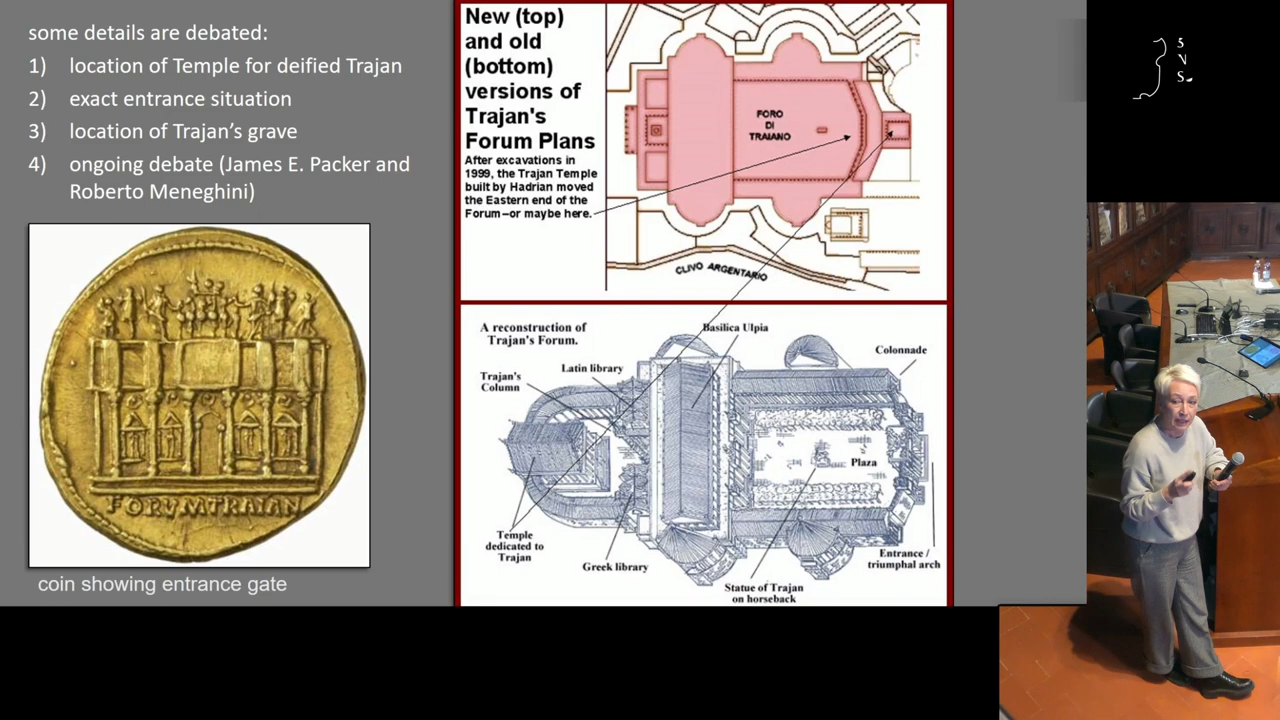 some details are debated:
1) location of Temple for deified Trajan
2) exact entrance situation
3) location of Trajan’s grave
4) ongoing debate (James E. Packer and
Roberto Meneghini)
FORVMTRAIAN
coin showing entrance gate
New (top)
and old
(bottom)
versions of
Trajan's
Forum Plans
After excavations in
1999, the Trajan Temple
built by Hadrian moved
the Eastern end of the
Forum–or maybe here.
FORO
DI
TRAIANO
CLIVO ARGENTARIO
A reconstruction of
Trajan's Forum.
Basilica Ulpia
Colonnade
Latin library
Trajan's
Column
Plaza
Temple
dedicated to
Trajan
Greek library
Entrance /
triumphal arch
Statue of Trajan
on horseback
S
V
S